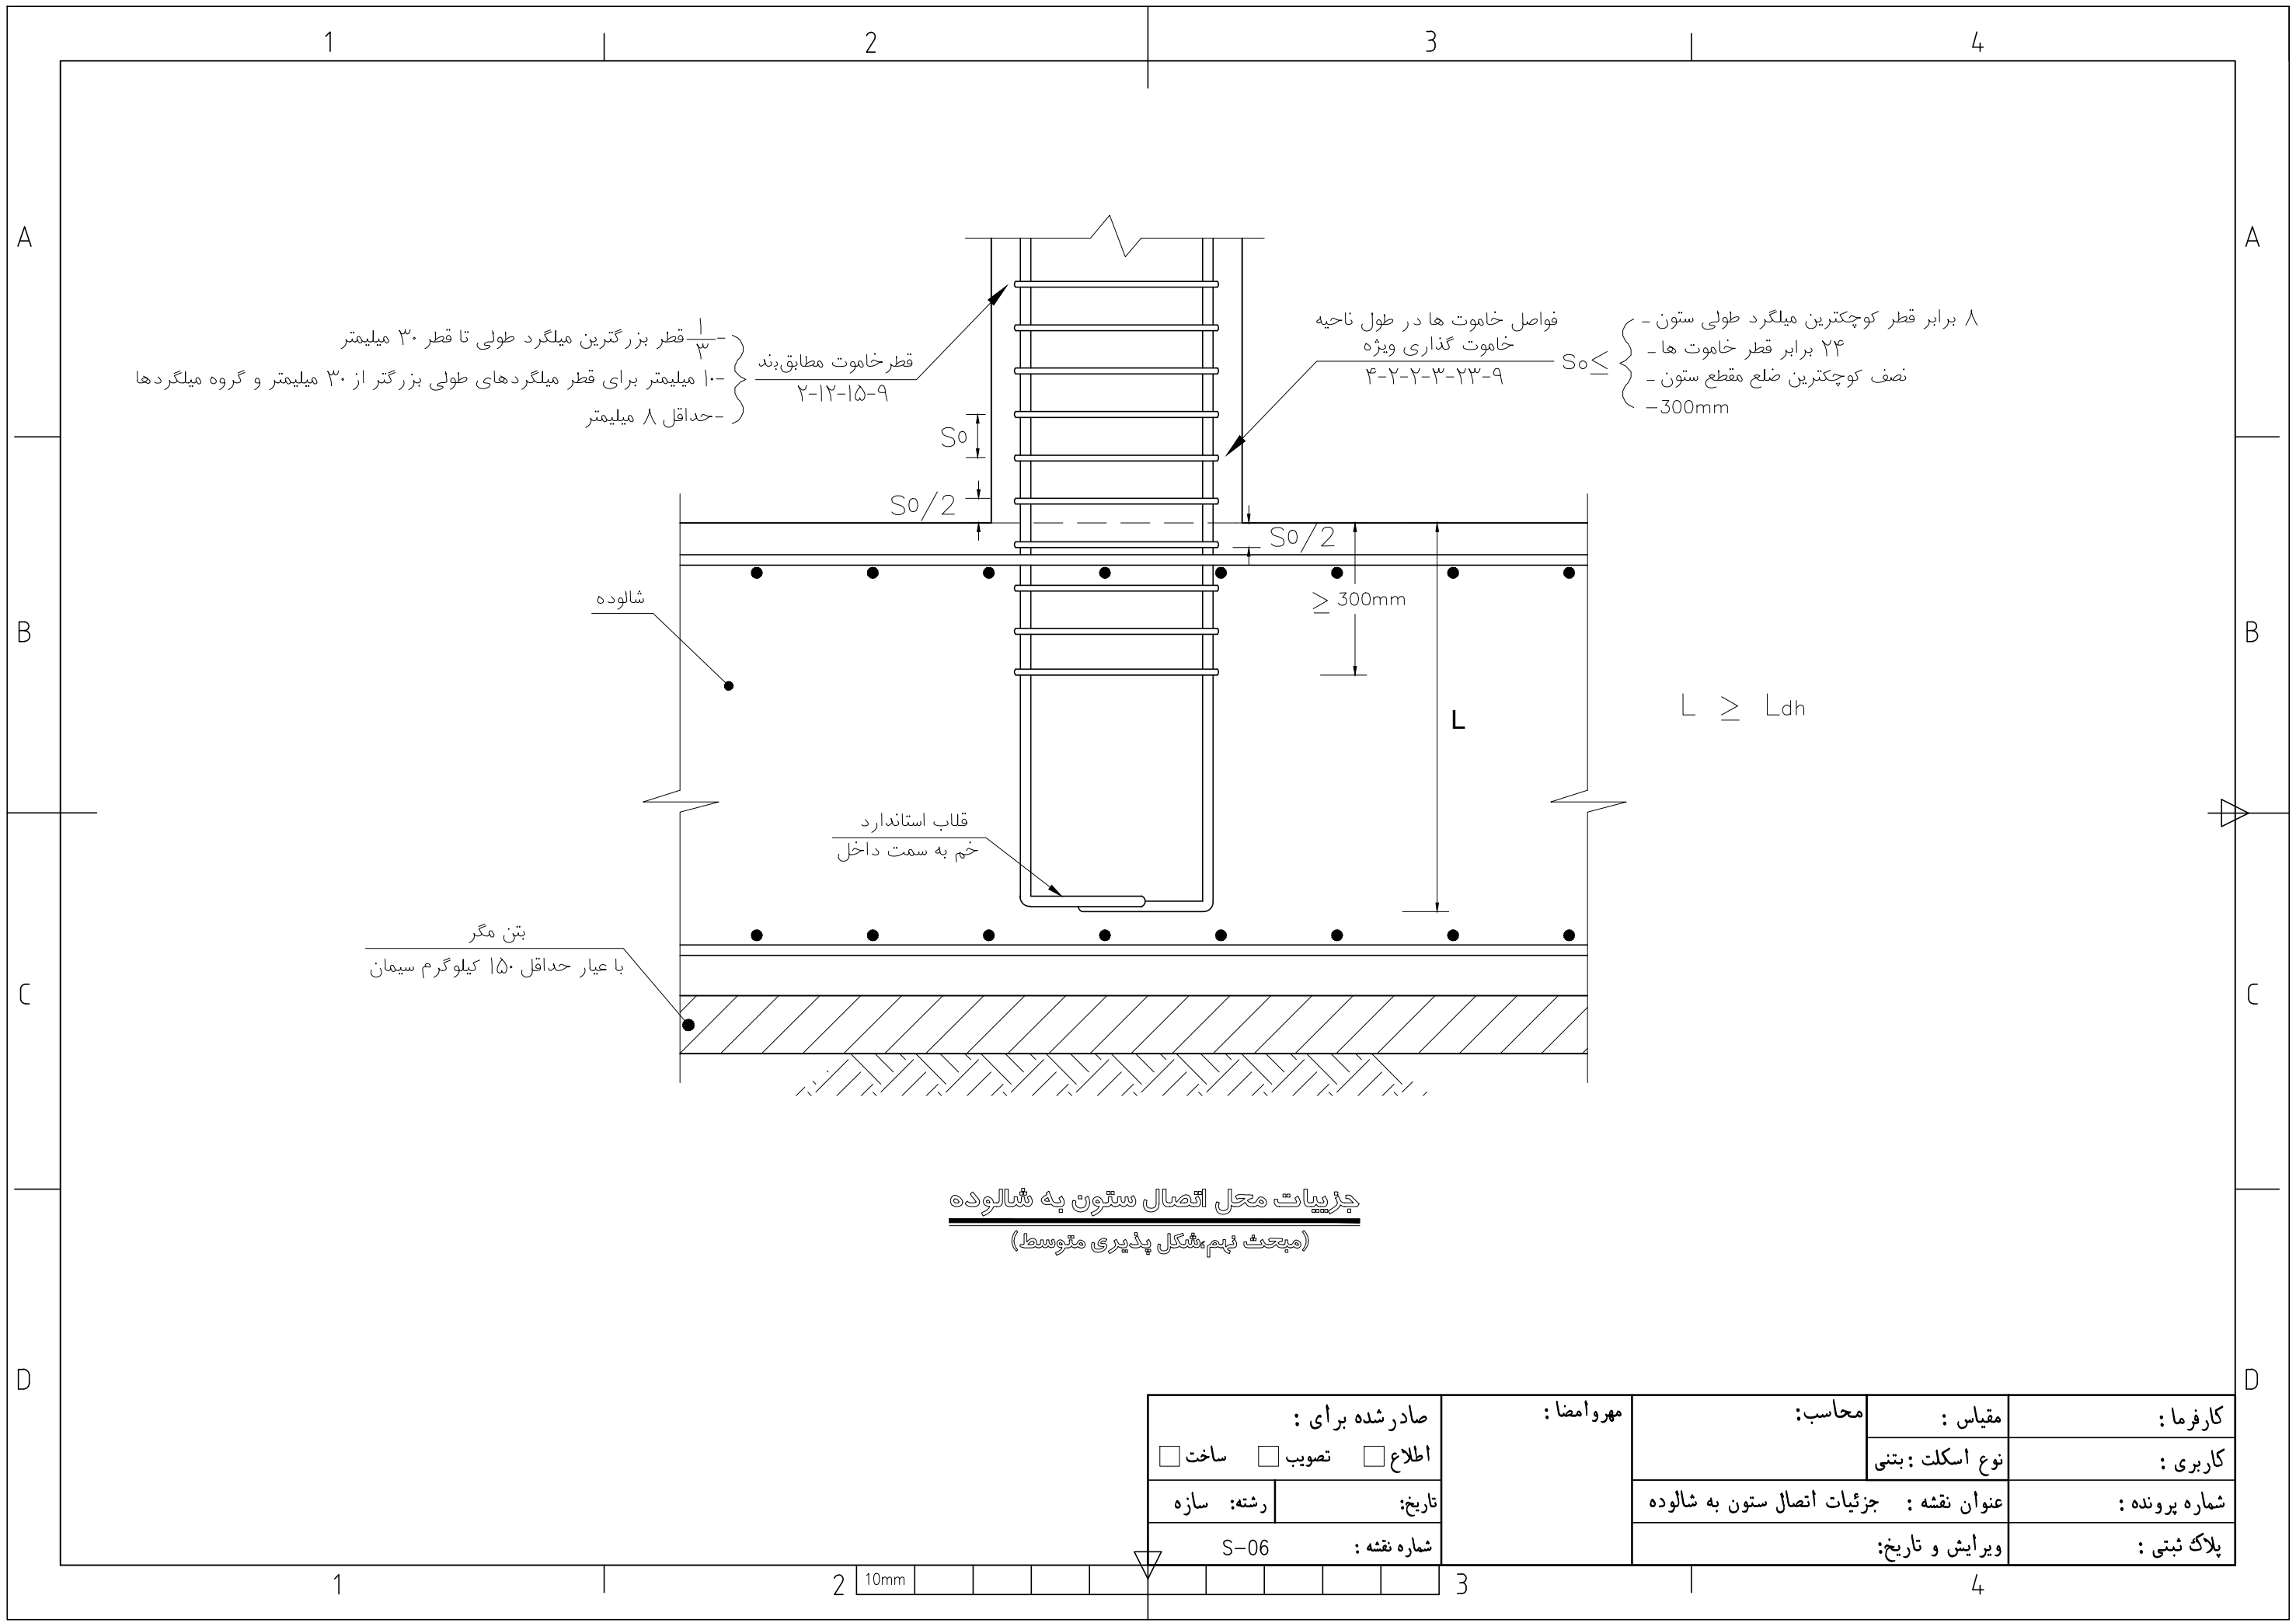 1
2
3
4
A
A
B
B
C
C
D
D
قطر خاموت مطابق بند
۹-۱۵-۱۲-۲
-۱/۳ قطر بزرگترین میلگرد طولی تا قطر ۳۰ میلیمتر
-۱۰ میلیمتر برای قطر میلگردهای طولی بزرگتر از ۳۰ میلیمتر و گروه میلگردها
-حداقل ۸ میلیمتر
فواصل خاموت ها در طول ناحیه
خاموت گذاری ویژه
۹-۲۳-۳-۲-۲-۴
So ≤
۸ برابر قطر کوچکترین میلگرد طولی ستون -
۲۴ برابر قطر خاموت ها -
نصف کوچکترین ضلع مقطع ستون -
-300mm
So
So/2
So/2
≥ 300mm
شالوده
L
L ≥ Ldh
قلاب استاندارد
خم به سمت داخل
بتن مگر
با عیار حداقل ۱۵۰ کیلوگرم سیمان
جزییات محل اتصال ستون به شالوده
(مبحث نهم،شکل پذیری متوسط)
کارفرما :
مقیاس :
محاسب:
مهر و امضا :
صادر شده برای :
اطلاع
تصویب
ساخت
کاربری :
نوع اسکلت : بتنی
شماره پرونده :
عنوان نقشه : جزئیات اتصال ستون به شالوده
تاریخ:
رشته: سازه
پلاک ثبتی :
ویرایش و تاریخ:
شماره نقشه : S-06
1
2
10mm
3
4